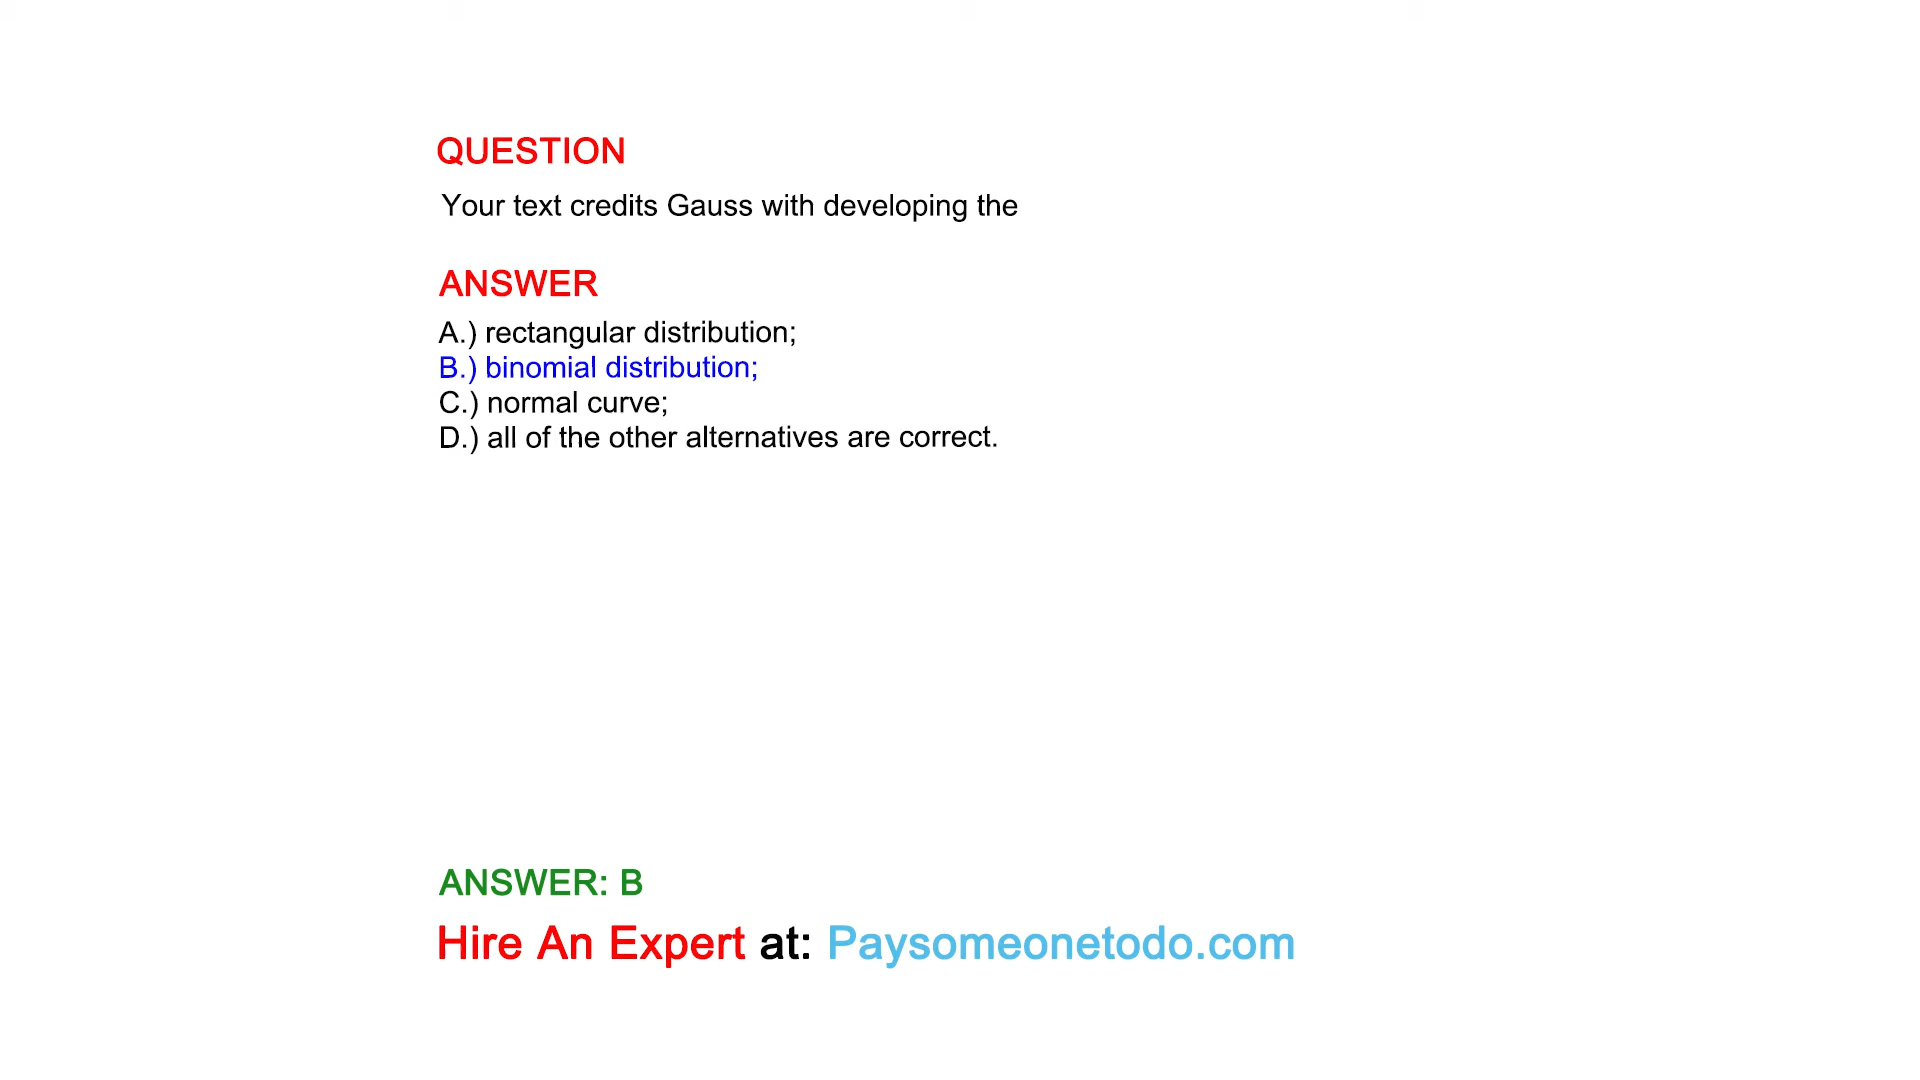 QUESTION
Your text credits Gauss with developing the
ANSWER
A.) rectangular distribution;
B.) binomial distribution;
C.) normal curve;
D.) all of the other alternatives are correct.
ANSWER: B
Hire An Expert at: Paysomeonetodo.com